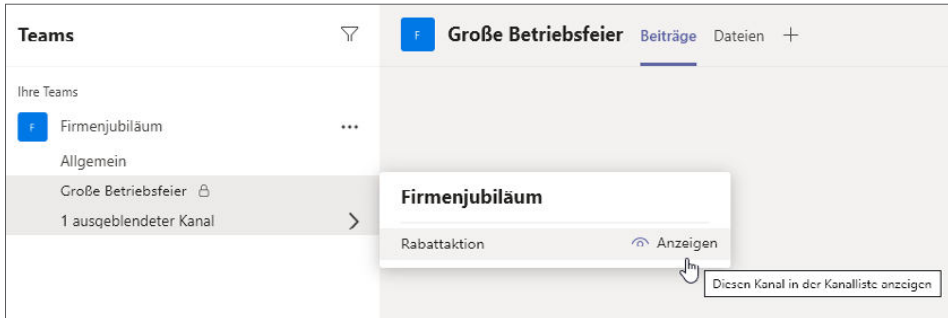 Teams
F Große Betriebsfeier Beiträge Dateien +
Ihre Teams
F Firmenjubiläum ...
Allgemein
Große Betriebsfeier
1 ausgeblendeter Kanal
Firmenjubiläum
Rabattaktion Anzeigen
Diesen Kanal in der Kanalliste anzeigen